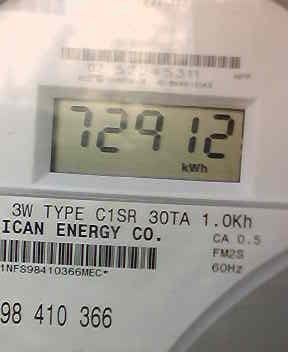 72912
kWh
3W TYPE C1SR 30TA 1.0Kh
ICAN ENERGY CO.
CA 0.5
FM2S
60Hz
1NFS98410366MEC*
98 410 366